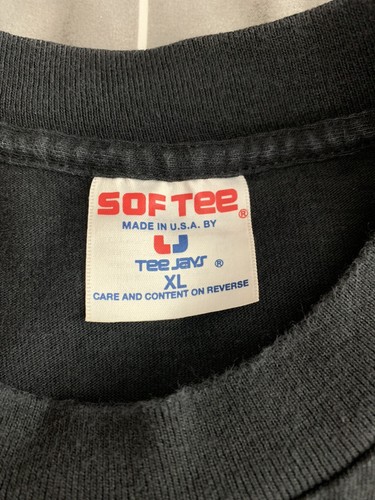 SOFTEE ®
MADE IN U.S.A. BY
TEE JAYS ®
XL
CARE AND CONTENT ON REVERSE